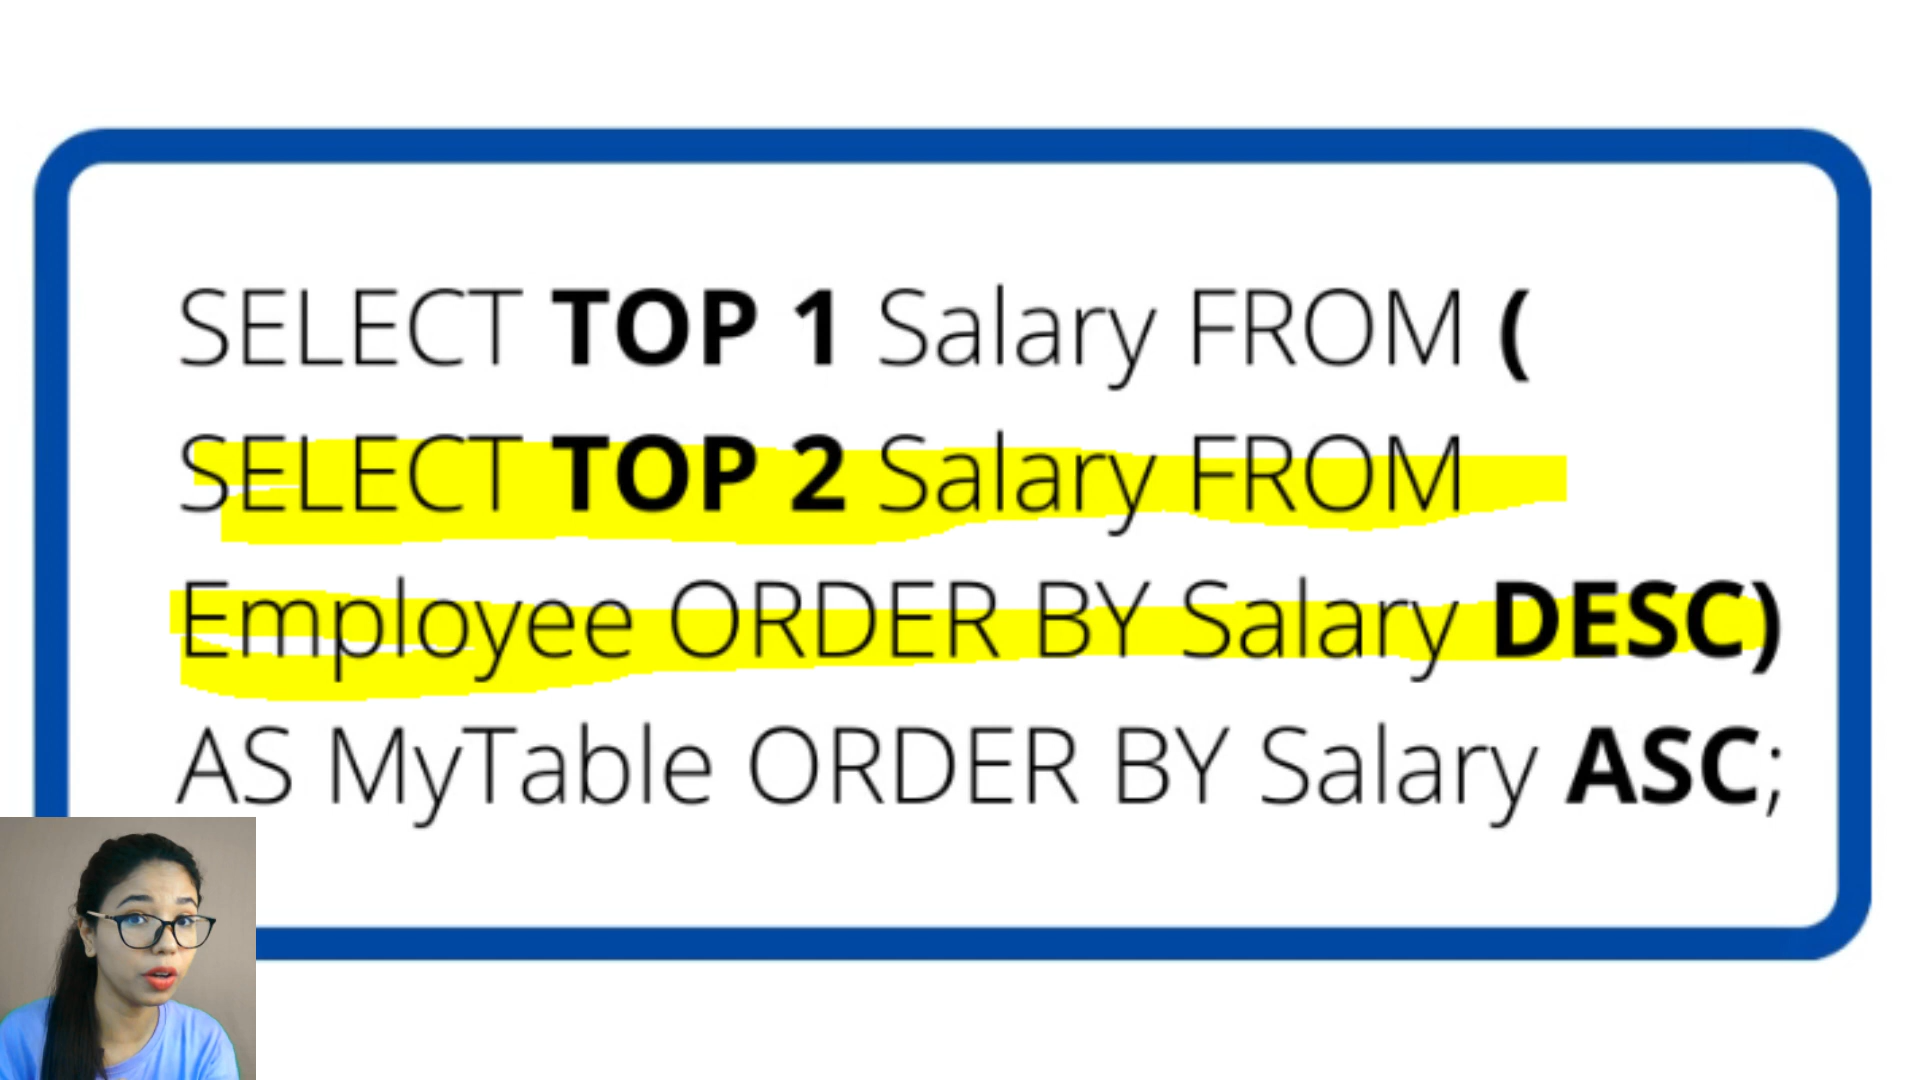 SELECT TOP 1 Salary FROM (
SELECT TOP 2 Salary FROM
Employee ORDER BY Salary DESC)
AS MyTable ORDER BY Salary ASC;